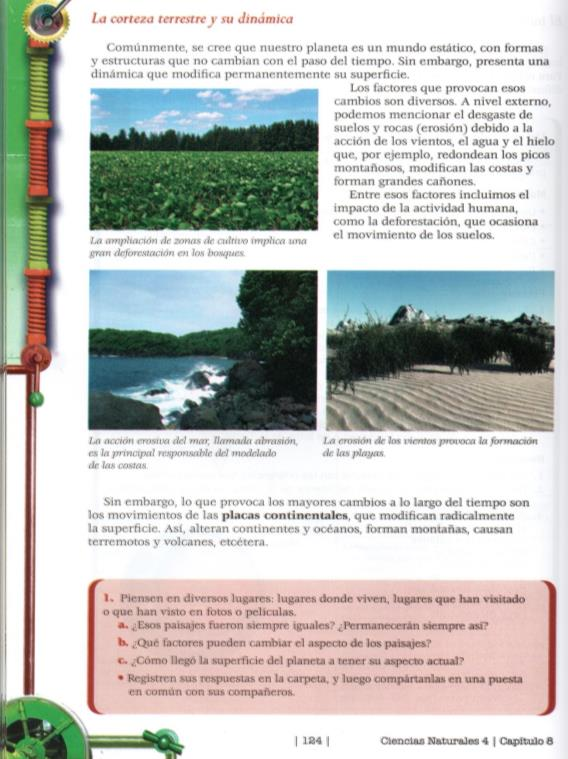 La corteza terrestre y su dinámica
Comúnmente, se cree que nuestro planeta es un mundo estático, con formas
y estructuras que no cambian con el paso del tiempo. Sin embargo, presenta una
dinámica que modifica permanentemente su superficie.
Los factores que provocan esos
cambios son diversos. A nivel externo,
podemos mencionar el desgaste de
suelos y rocas (erosión) debido a la
acción de los vientos, el agua y el hielo
que, por ejemplo, redondean los picos
montañosos, modifican las costas y
forman grandes cañones.
Entre esos factores incluimos el
impacto de la actividad humana,
como la deforestación, que ocasiona
el movimiento de los suelos.
La ampliación de zonas de cultivo implica una
gran deforestación en los bosques.
La acción erosiva del mar, llamada abrasión,
es la principal responsable del modelado
de las costas.
La erosión de los vientos provoca la formación
de las playas.
Sin embargo, lo que provoca los mayores cambios a lo largo del tiempo son
los movimientos de las placas continentales, que modifican radicalmente
la superficie. Así, alteran continentes y océanos, forman montañas, causan
terremotos y volcanes, etcétera.
1. Piensen en diversos lugares: lugares donde viven, lugares que han visitado
o que han visto en fotos o películas.
a. ¿Esos paisajes fueron siempre iguales? ¿Permanecerán siempre así?
b. ¿Qué factores pueden cambiar el aspecto de los paisajes?
c. ¿Cómo llegó la superficie del planeta a tener su aspecto actual?
• Registren sus respuestas en la carpeta, y luego compártanlas en una puesta
en común con sus compañeros.
| 124 |
Ciencias Naturales 4 | Capítulo 8